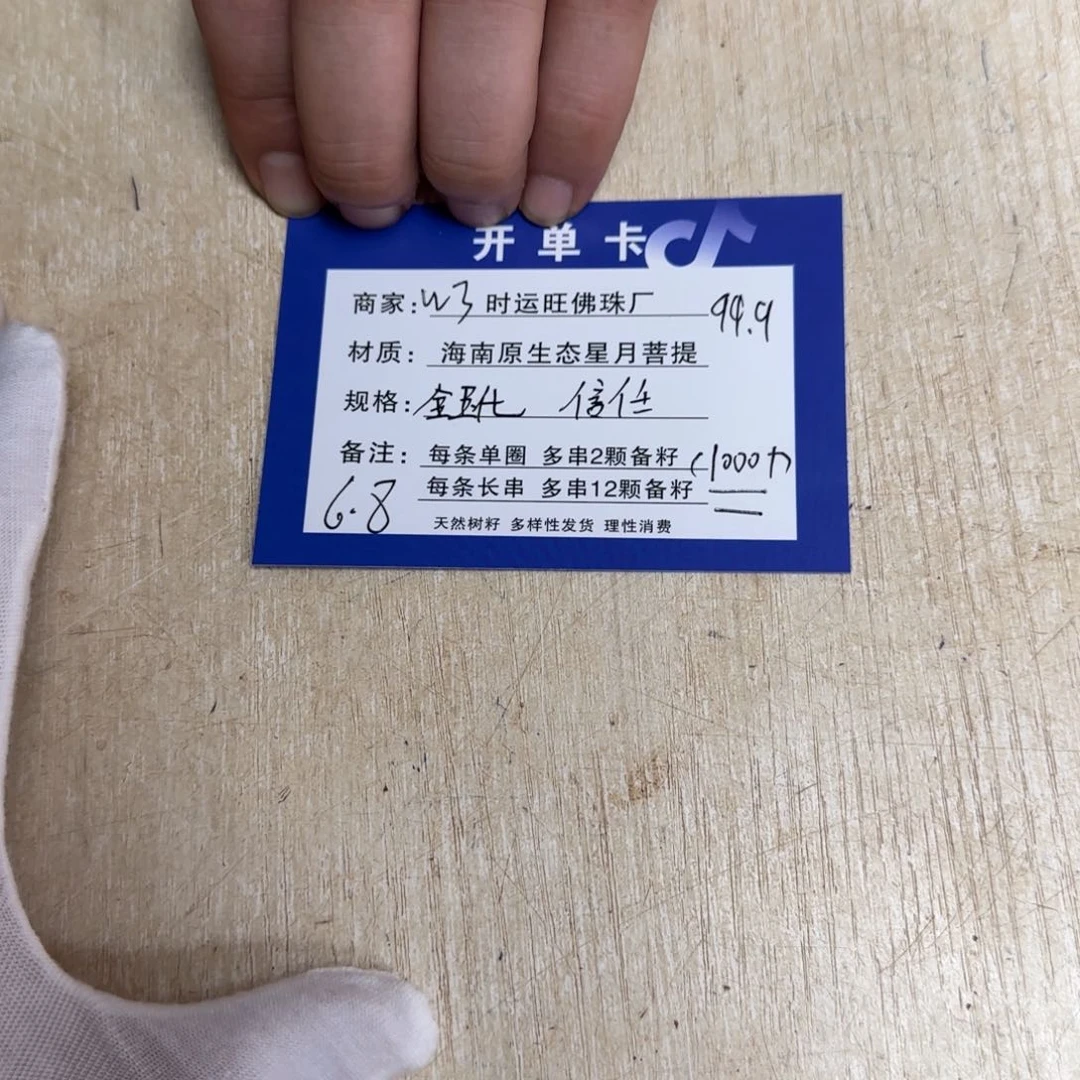 开单卡
商家: W3 时运旺佛珠厂 99.9
材质: 海南原生态星月菩提
规格: 信任
备注: 每条单圈 多串2颗备籽
每条长串 多串12颗备籽
6.8
天然树籽 多样性发货 理性消费